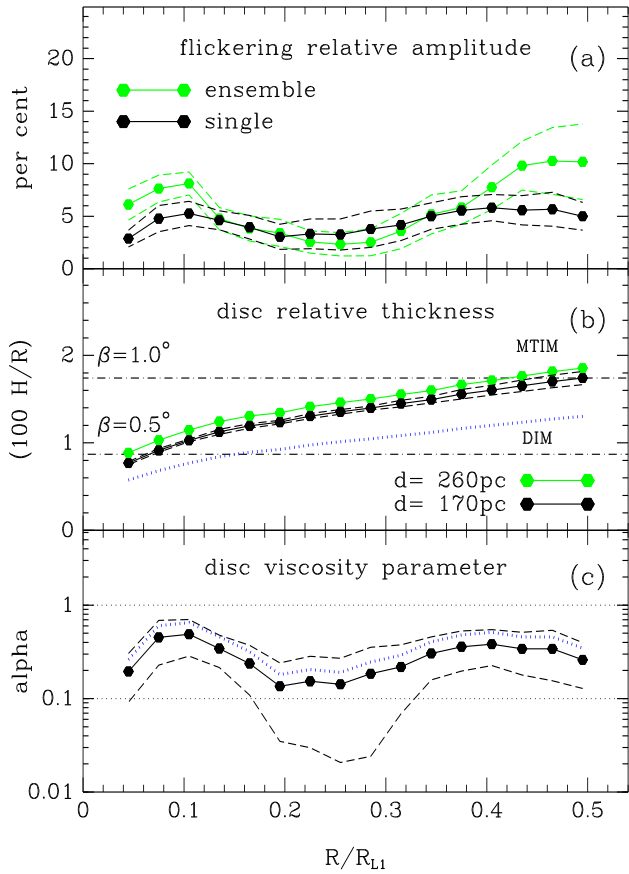 flickering relative amplitude
(a)
ensemble
single
per cent
20
15
10
5
0
disc relative thickness
(b)
MTIM
β=1.0°
β=0.5°
DIM
d= 260pc
d= 170pc
(100 H/R)
2
1
0
disc viscosity parameter
(c)
alpha
1
0.1
0.01
0 0.1 0.2 0.3 0.4 0.5
R/R_L1